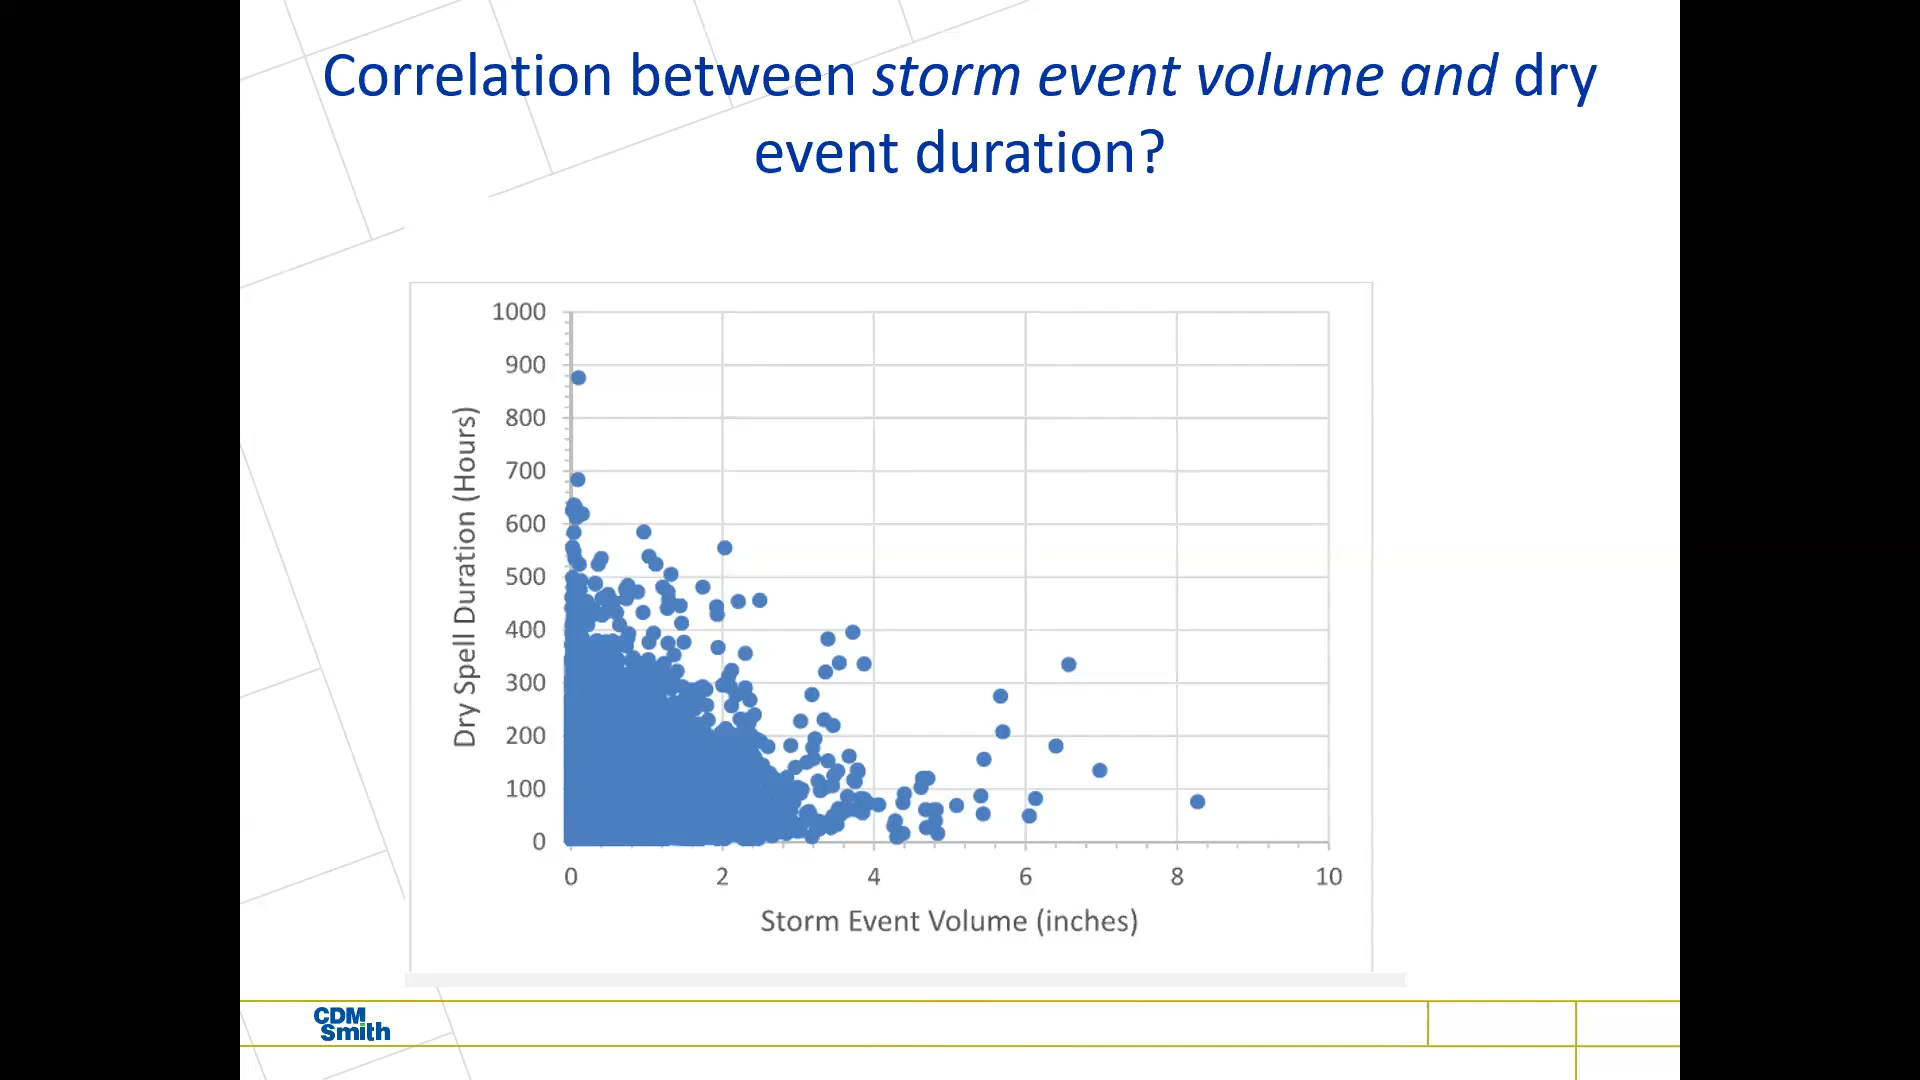 Correlation between storm event volume and dry
event duration?
1000
900
800
700
600
500
400
300
200
100
0
Dry Spell Duration (Hours)
0 2 4 6 8 10
Storm Event Volume (inches)
CDM
Smith